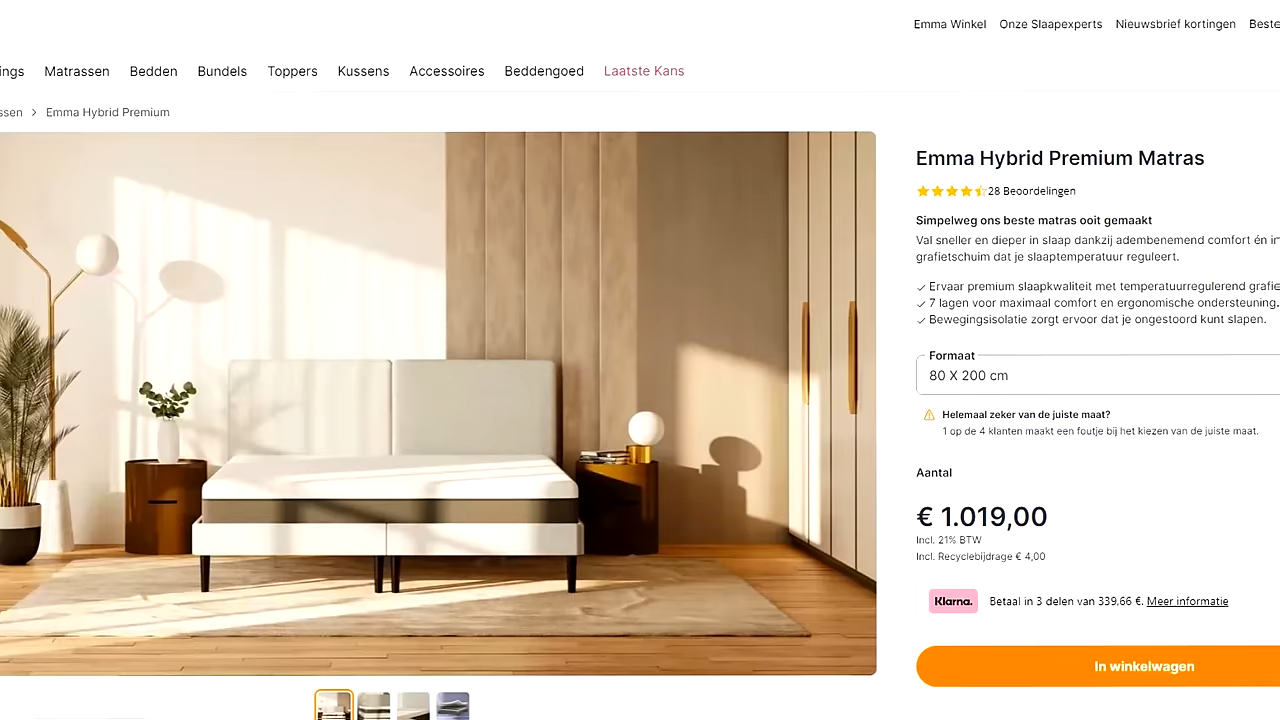 Emma Winkel Onze Slaapexperts Nieuwsbrief kortingen
Matrassen Bedden Bundels Toppers Kussens Accessoires Beddengoed Laatste Kans
Emma Hybrid Premium
Emma Hybrid Premium Matras
28 Beoordelingen
Simpelweg ons beste matras ooit gemaakt
Val sneller en dieper in slaap dankzij adembenemend comfort én
grafietschuim dat je slaaptemperatuur reguleert.
Ervaar premium slaapkwaliteit met temperatuurregulerend
7 lagen voor maximaal comfort en ergonomische ondersteuning.
Bewegingsisolatie zorgt ervoor dat je ongestoord kunt slapen.
Formaat
80 X 200 cm
Helemaal zeker van de juiste maat?
1 op de 4 klanten maakt een foutje bij het kiezen van de juiste maat.
Aantal
€ 1.019,00
Incl. 21% BTW
Incl. Recyclebijdrage € 4,00
Klarna. Betaal in 3 delen van 339,66 €. Meer informatie
In winkelwagen